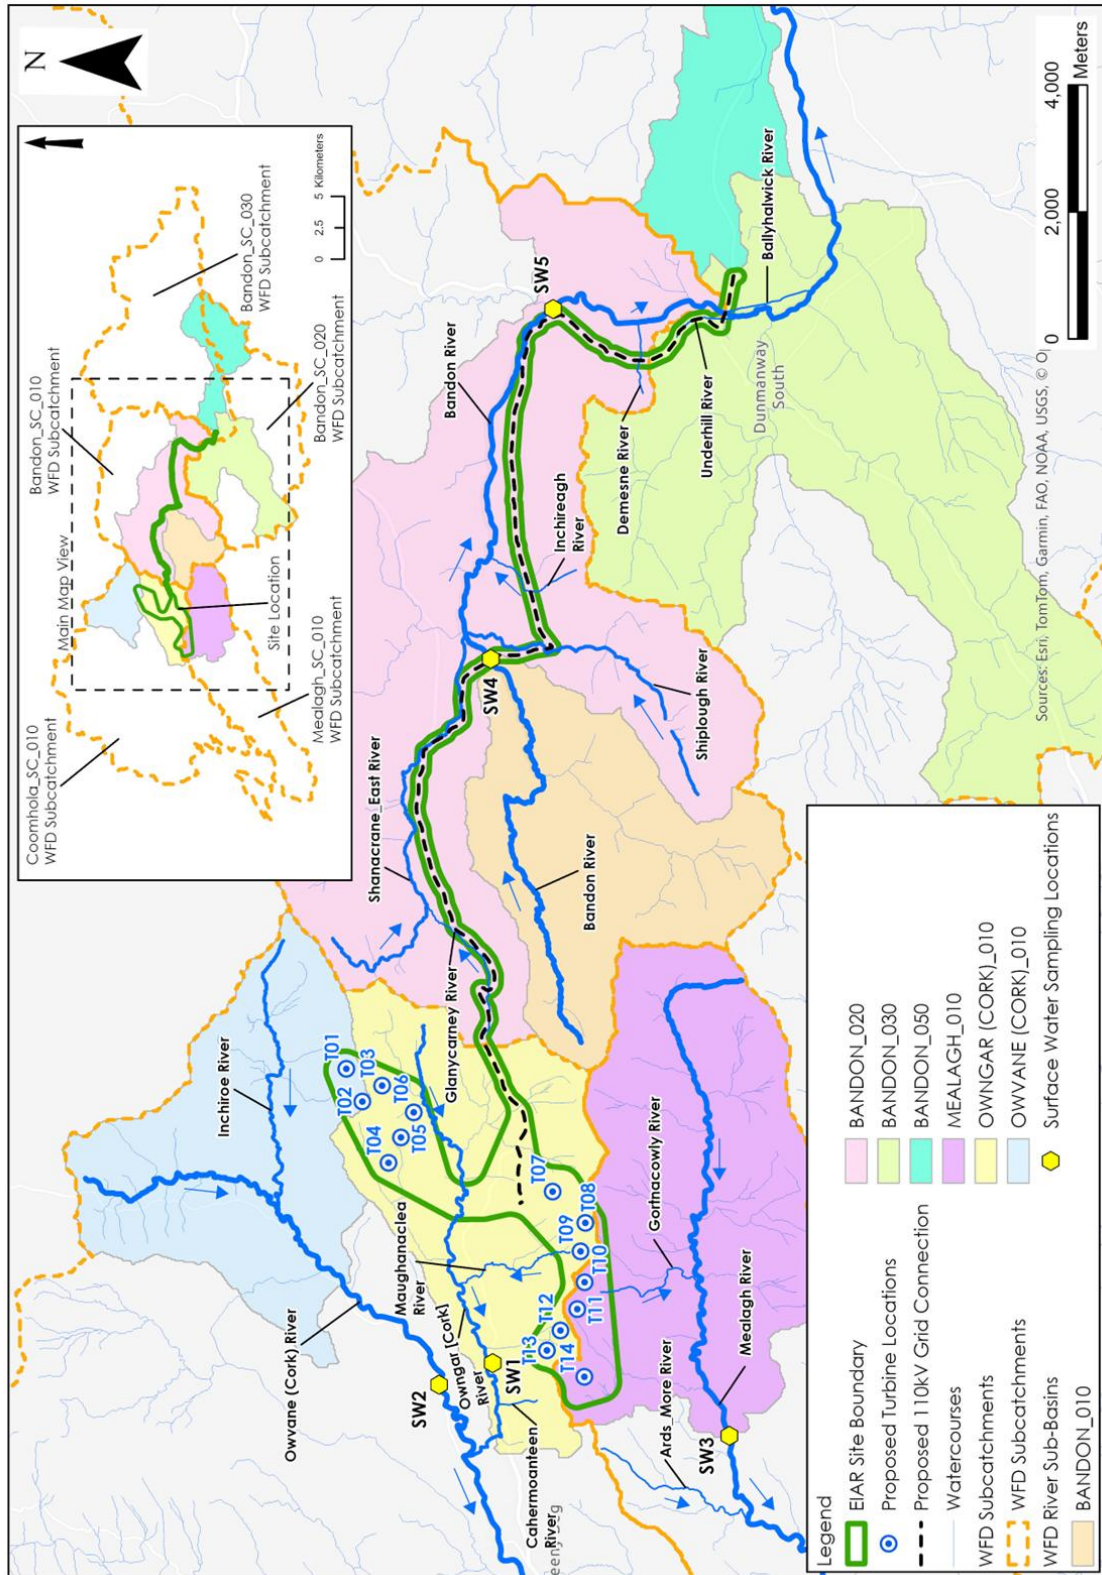 N
Coomhola_SC_010
WFD Subcatchment
Main Map View
Bandon_SC_010
WFD Subcatchment
Bandon_SC_030
WFD Subcatchment
Bandon_SC_020
WFD Subcatchment
Mealagh_SC_010
WFD Subcatchment
Site Location
0 2.5 5 Kilometers
Inchiroe River
Owvane (Cork) River
SW2
T01
T02
T03
T04
T05
T06
Maughanaclea
River
Owngar (Cork)
River
SW1
Cahermoanteen
River
T07
T08
T09
T10
T11
T12
T13
T14
Ards_More River
SW3
Mealagh River
Gortnacowly River
Glanycarney River
Shanacrane_East River
Bandon River
SW4
Shiplough River
Inchireagh
River
Bandon River
SW5
Demesne River
Underhill River
Dunmanway
South
Ballyhalwick River
0 2,000 4,000
Meters
Sources: Esri, TomTom, Garmin, FAO, NOAA, USGS, ©
Legend
EIAR Site Boundary
Proposed Turbine Locations
Proposed 110kV Grid Connection
Watercourses
WFD Subcatchments
WFD Subcatchments
WFD River Sub-Basins
BANDON_010
BANDON_020
BANDON_030
BANDON_050
MEALAGH_010
OWNGAR (CORK)_010
OWVANE (CORK)_010
Surface Water Sampling Locations